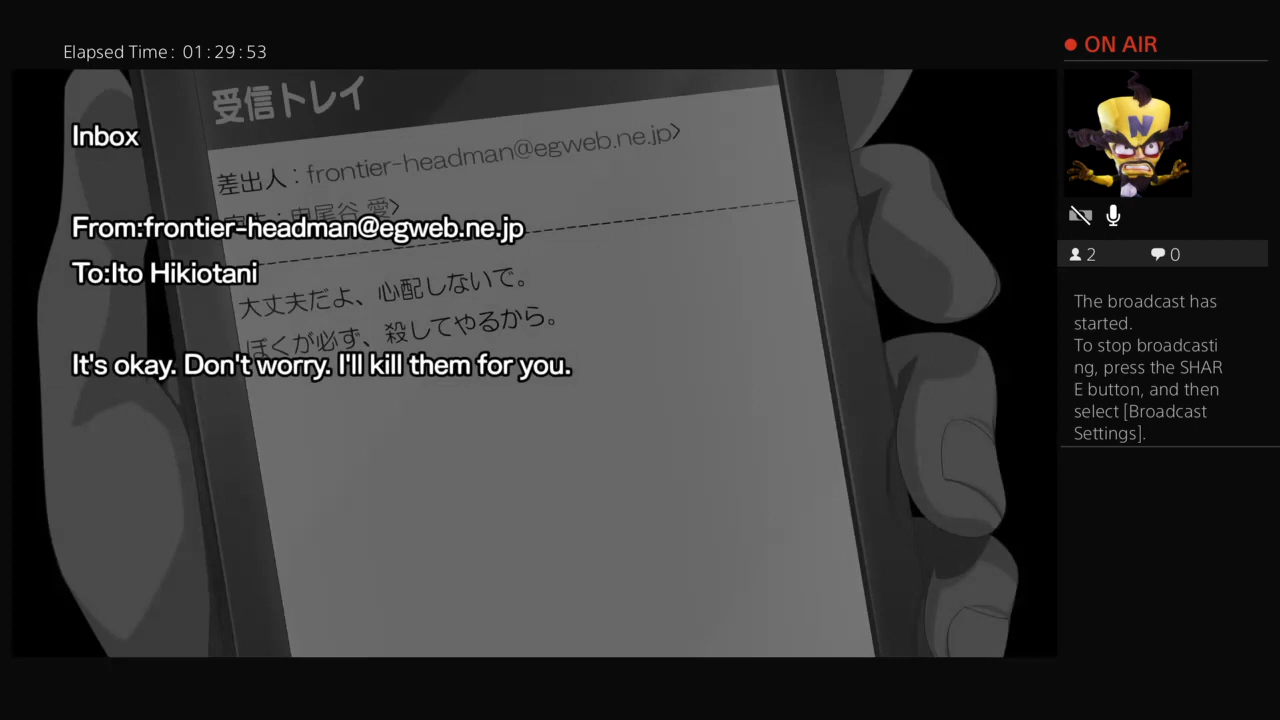 Elapsed Time: 01:29:53
ON AIR
受信トレイ
Inbox
差出人：frontier-headman@egweb.ne.jp>
From:frontier-headman@egweb.ne.jp
To:Ito Hikiotani
大丈夫だよ、心配しないで。
ぼくが必ず、殺してやるから。
It's okay. Don't worry. I'll kill them for you.
N
2
0
The broadcast has
started.
To stop broadcasti
ng, press the SHAR
E button, and then
select [Broadcast
Settings].